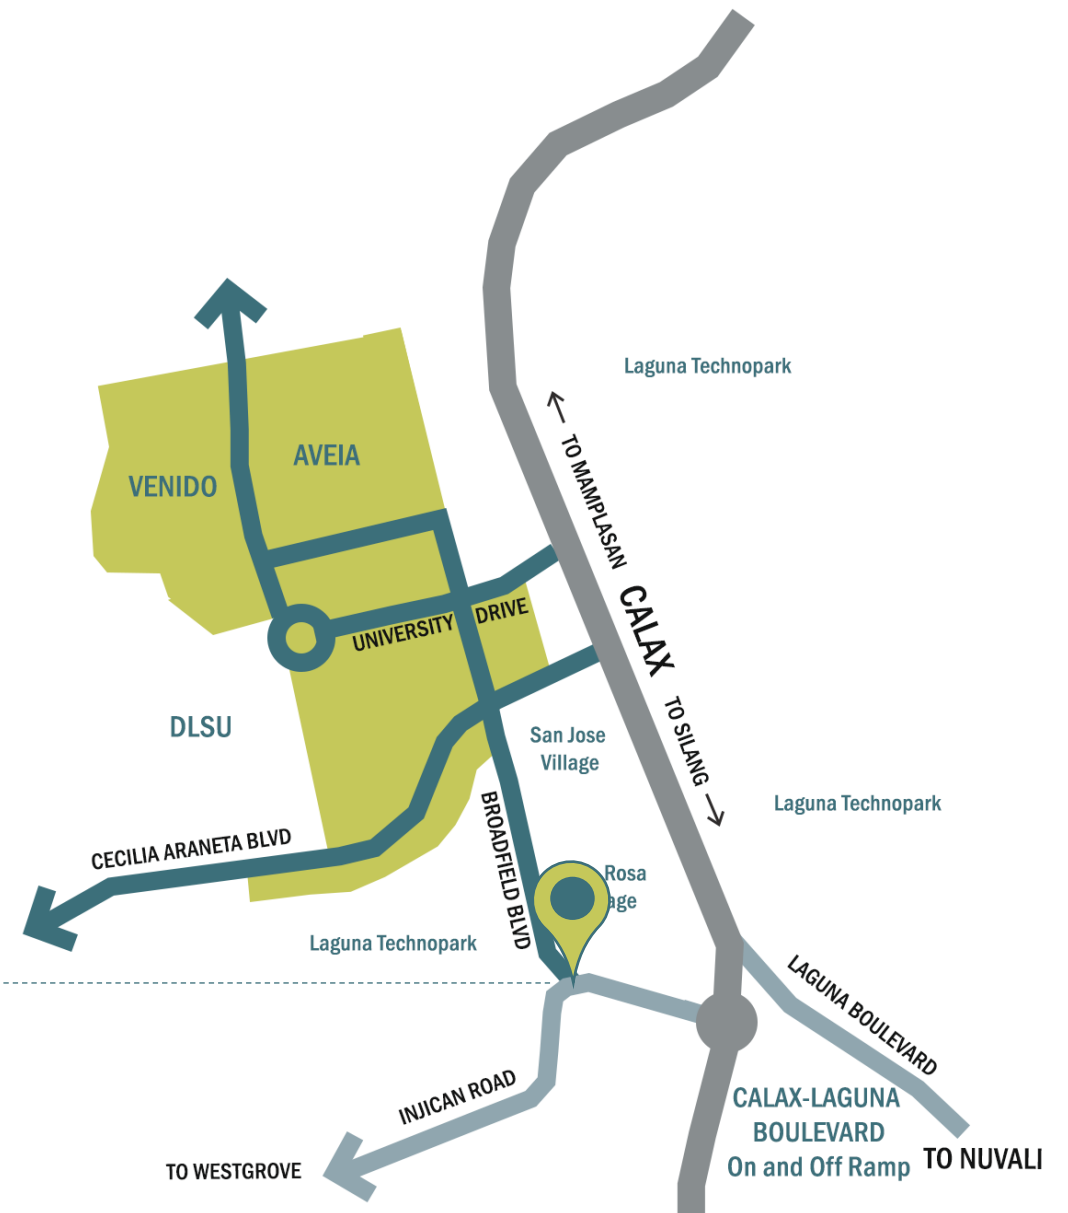 Laguna Technopark
← TO MAMPLASAN
CALAX
TO SILANG →
AVEIA
VENIDO
UNIVERSITY DRIVE
DLSU
San Jose
Village
Laguna Technopark
CECILIA ARANETA BLVD
BROADFIELD BLVD
Rosa
Laguna Technopark
LAGUNA BOULEVARD
INJICAN ROAD
CALAX-LAGUNA
BOULEVARD
On and Off Ramp
TO NUVALI
TO WESTGROVE